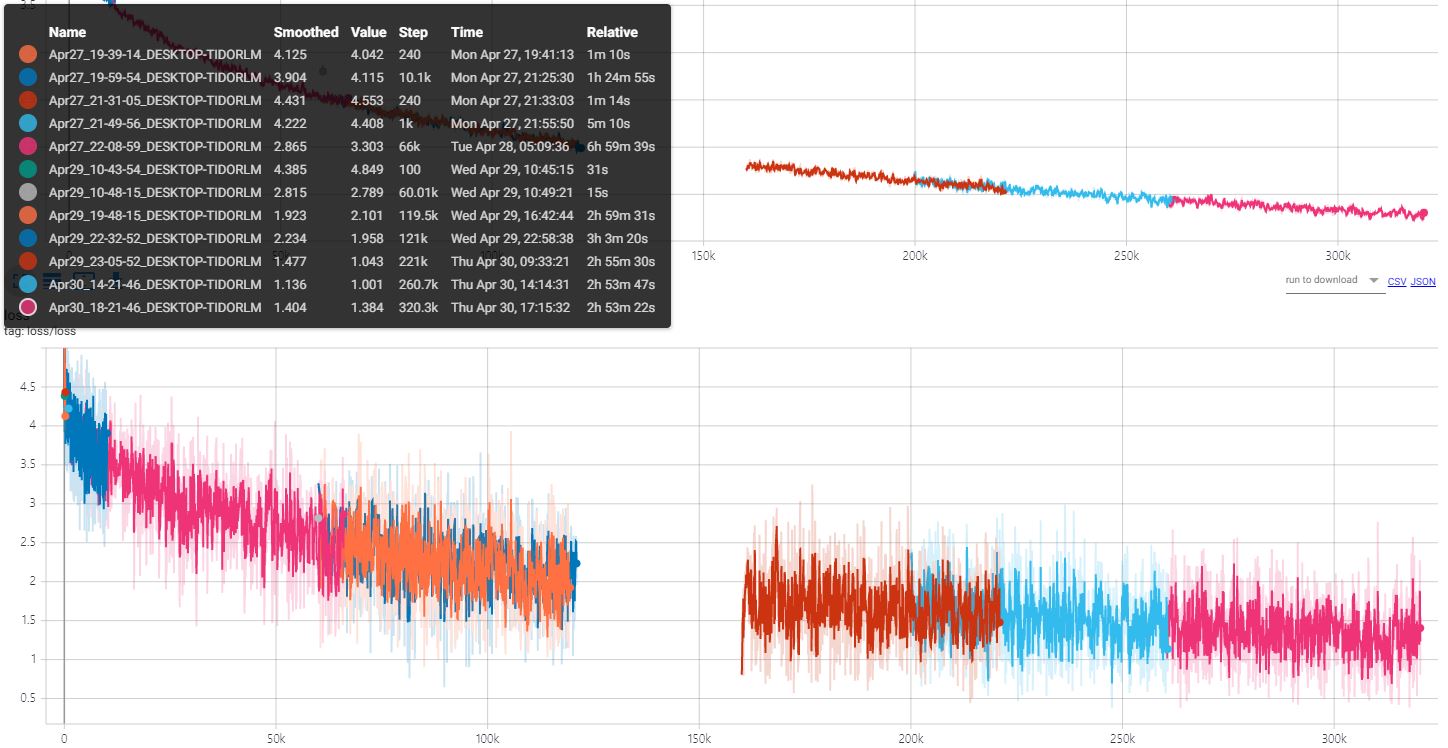 3.5
Name Smoothed Value Step Time Relative
Apr27_19-39-14_DESKTOP-TIDORLM 4.125 4.042 240 Mon Apr 27, 19:41:13 1m 10s
Apr27_19-59-54_DESKTOP-TIDORLM 3.904 4.115 10.1k Mon Apr 27, 21:25:30 1h 24m 55s
Apr27_21-31-05_DESKTOP-TIDORLM 4.431 4.553 240 Mon Apr 27, 21:33:03 1m 14s
Apr27_21-49-56_DESKTOP-TIDORLM 4.222 4.408 1k Mon Apr 27, 21:55:50 5m 10s
Apr27_22-08-59_DESKTOP-TIDORLM 2.865 3.303 66k Tue Apr 28, 05:09:36 6h 59m 39s
Apr29_10-43-54_DESKTOP-TIDORLM 4.385 4.849 100 Wed Apr 29, 10:45:15 31s
Apr29_10-48-15_DESKTOP-TIDORLM 2.815 2.789 60.01k Wed Apr 29, 10:49:21 15s
Apr29_19-48-15_DESKTOP-TIDORLM 1.923 2.101 119.5k Wed Apr 29, 16:42:44 2h 59m 31s
Apr29_22-32-52_DESKTOP-TIDORLM 2.234 1.958 121k Wed Apr 29, 22:58:38 3h 3m 20s
Apr29_23-05-52_DESKTOP-TIDORLM 1.477 1.043 221k Thu Apr 30, 09:33:21 2h 55m 30s
Apr30_14-21-46_DESKTOP-TIDORLM 1.136 1.001 260.7k Thu Apr 30, 14:14:31 2h 53m 47s
Apr30_18-21-46_DESKTOP-TIDORLM 1.404 1.384 320.3k Thu Apr 30, 17:15:32 2h 53m 22s
50k 100k 150k 200k 250k 300k
run to download CSV JSON
loss
tag: loss/loss
4.5
4
3.5
3
2.5
2
1.5
1
0.5
0 50k 100k 150k 200k 250k 300k